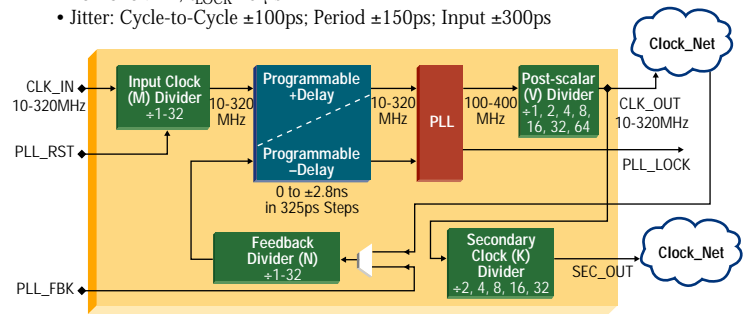 • Jitter: Cycle-to-Cycle ±100ps; Period ±150ps; Input ±300ps
Clock_Net
CLK_IN
10-320MHz
Input Clock
(M) Divider
÷1-32
10-320
MHz
Programmable
+Delay
Programmable
–Delay
0 to ±2.8ns
in 325ps Steps
10-320
MHz
PLL
100-400
MHz
Post-scalar
(V) Divider
÷1, 2, 4, 8,
16, 32, 64
CLK_OUT
10-320MHz
PLL_RST
PLL_LOCK
Feedback
Divider (N)
÷1-32
Secondary
Clock (K)
Divider
÷2, 4, 8, 16, 32
SEC_OUT
Clock_Net
PLL_FBK